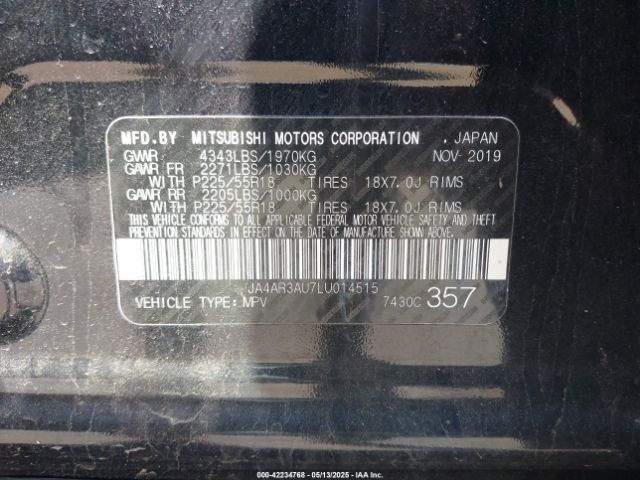 MFD.BY MITSUBISHI MOTORS CORPORATION , JAPAN
GVWR 4343LBS/1970KG NOV-2019
GAWR FR 2271LBS/1030KG
WITH P225/55R18 TIRES 18X7.0J RIMS
GAWR RR 2205LBS/1000KG
WITH P225/55R18 TIRES 18X7.0J RIMS
THIS VEHICLE CONFORMS TO ALL APPLICABLE FEDERAL MOTOR VEHICLE SAFETY AND THEFT
PREVENTION STANDARDS IN EFFECT ON THE DATE OF MANUFACTURE SHOWN ABOVE.
JA4AR3AU7LU014515
VEHICLE TYPE: MPV 7430C 357
000-42234768 - 05/13/2025 - IAA Inc.